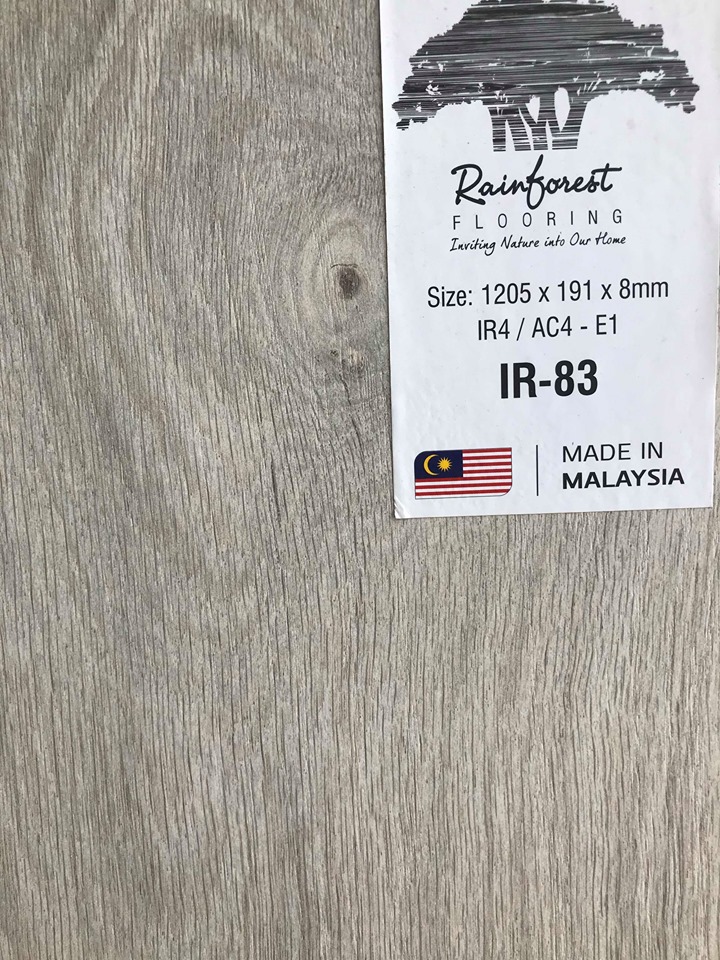 Rainforest
FLOORING
Inviting Nature into Our Home
Size: 1205 x 191 x 8mm
IR4 / AC4 - E1
IR-83
MADE IN
MALAYSIA